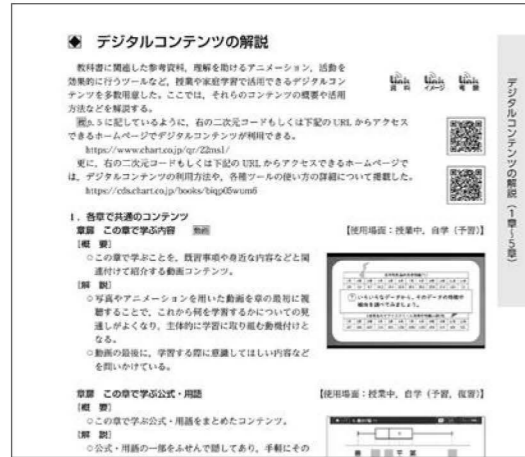 ◆ デジタルコンテンツの解説
教科書に関連した参考資料，理解を助けるアニメーション，活動を
効果的に行うツールなど，授業や家庭学習で活用できるデジタルコン
テンツを多数用意した。ここでは，それらのコンテンツの概要や活用
方法などを解説する。
p.5に記しているように，右の二次元コードもしくは下記の URL からアクセス
できるホームページでデジタルコンテンツが利用できる。
https://www.chart.co.jp/qr/22ms1/
更に，右の二次元コードもしくは下記の URL からアクセスできるホームページで
は，デジタルコンテンツの利用方法や，各種ツールの使い方の詳細について掲載した。
https://cds.chart.co.jp/books/biqp05wum6
Link
資料
Link
イメージ
Link
考察
デジタルコンテンツの解説（1章～5章）
1．各章で共通のコンテンツ
章扉 この章で学ぶ内容 動画
【使用場面：授業中，自学（予習）】
［概 要］
○この章で学ぶことを，既習事項や身近な内容などと関
連付けて紹介する動画コンテンツ。
［解 説］
○写真やアニメーションを用いた動画を章の最初に視
聴することで，これから何を学習するかについての見
通しがよくなり，主体的に学習に取り組む動機付けと
なる。
○動画の最後に，学習する際に意識してほしい内容など
を問いかけている。
いろいろなデータから，そのデータの特徴や
傾向を調べてみましょう。
章扉 この章で学ぶ公式・用語
【使用場面：授業中，自学（予習，復習）】
［概 要］
○この章で学ぶ公式・用語をまとめたコンテンツ。
［解 説］
○公式・用語の一部をふせんで隠してあり，手軽にその